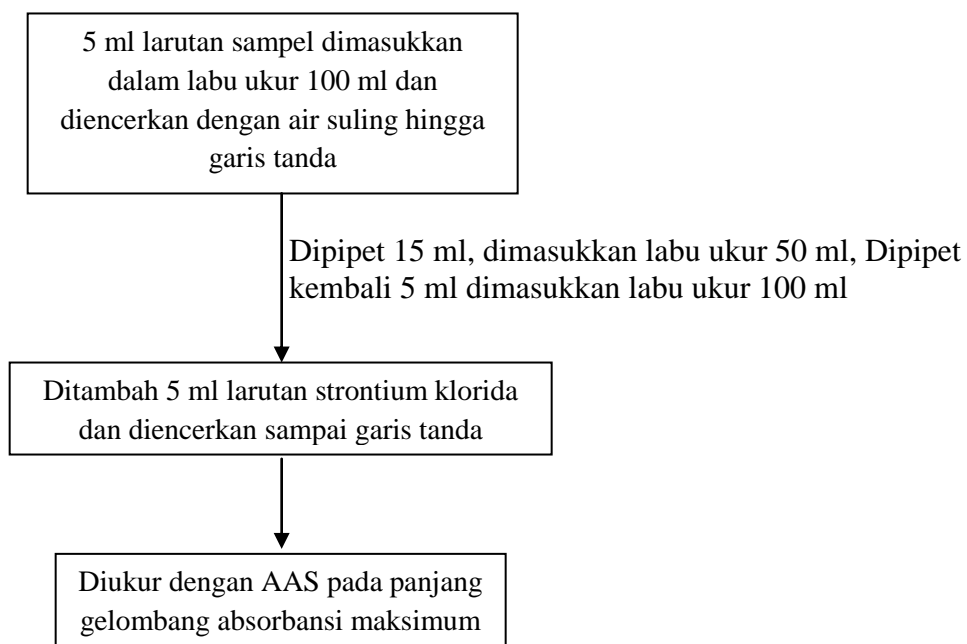 5 ml larutan sampel dimasukkan
dalam labu ukur 100 ml dan
diencerkan dengan air suling hingga
garis tanda
Dipipet 15 ml, dimasukkan labu ukur 50 ml, Dipipet
kembali 5 ml dimasukkan labu ukur 100 ml
Ditambah 5 ml larutan strontium klorida
dan diencerkan sampai garis tanda
Diukur dengan AAS pada panjang
gelombang absorbansi maksimum